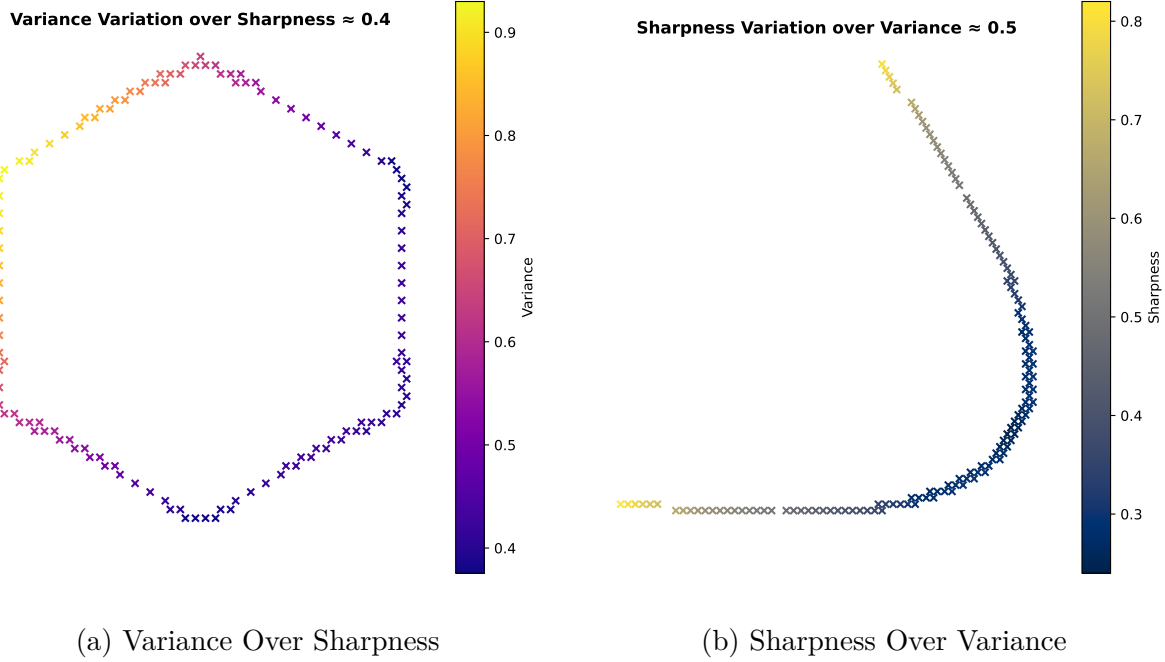 Variance Variation over Sharpness ≈ 0.4
0.9
0.8
0.7
0.6
0.5
0.4
Variance
(a) Variance Over Sharpness
Sharpness Variation over Variance ≈ 0.5
0.8
0.7
0.6
0.5
0.4
0.3
Sharpness
(b) Sharpness Over Variance